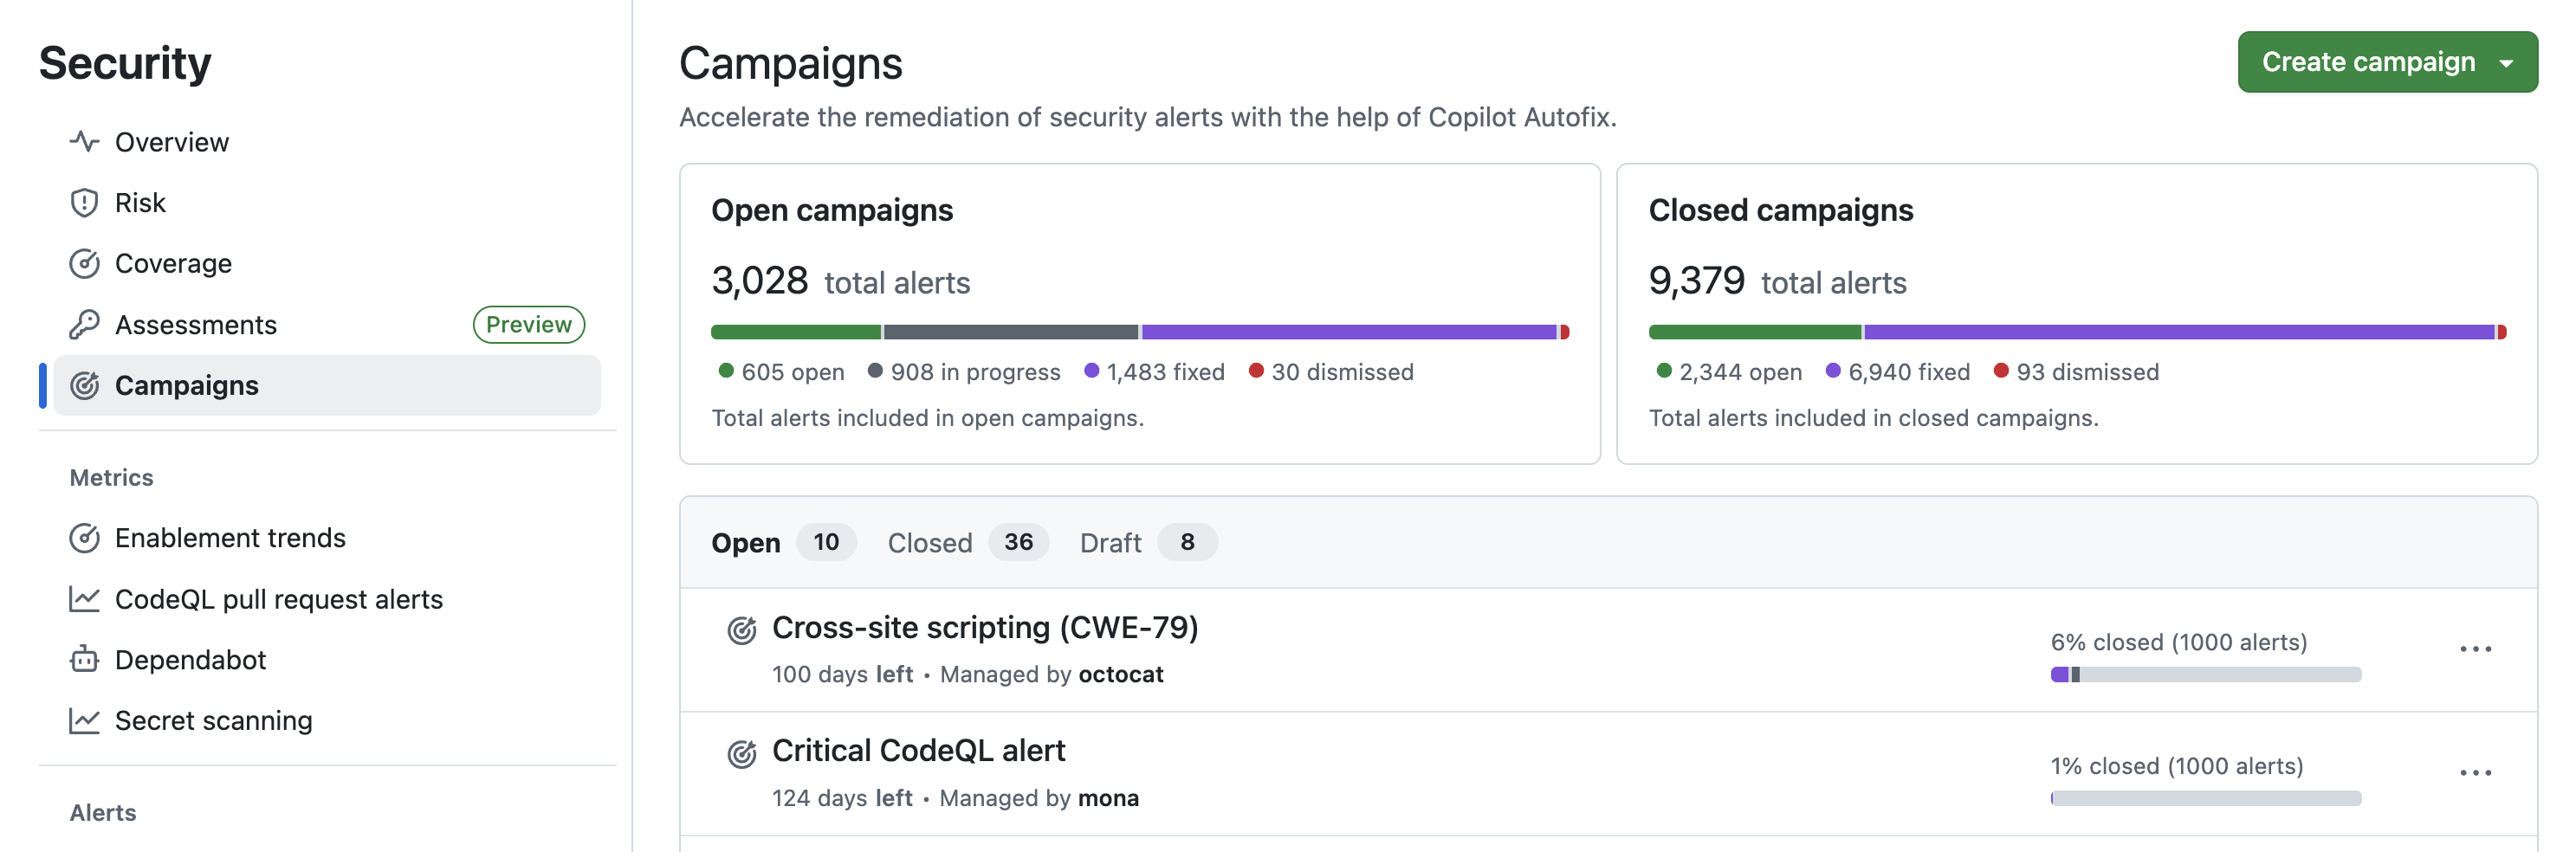 Security
Overview
Risk
Coverage
Assessments Preview
Campaigns
Metrics
Enablement trends
CodeQL pull request alerts
Dependabot
Secret scanning
Alerts
Campaigns
Create campaign
Accelerate the remediation of security alerts with the help of Copilot Autofix.
Open campaigns
3,028 total alerts
605 open 908 in progress 1,483 fixed 30 dismissed
Total alerts included in open campaigns.
Closed campaigns
9,379 total alerts
2,344 open 6,940 fixed 93 dismissed
Total alerts included in closed campaigns.
Open 10 Closed 36 Draft 8
Cross-site scripting (CWE-79)
100 days left • Managed by octocat
6% closed (1000 alerts)
Critical CodeQL alert
124 days left • Managed by mona
1% closed (1000 alerts)